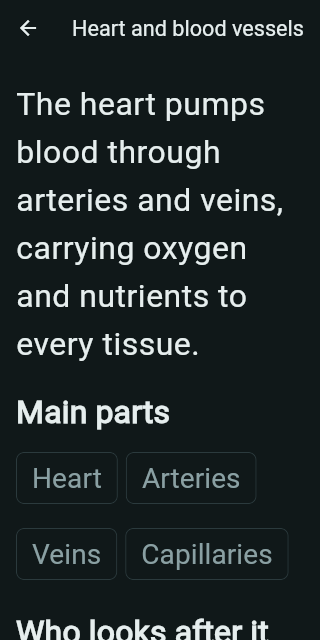 Heart and blood vessels
The heart pumps
blood through
arteries and veins,
carrying oxygen
and nutrients to
every tissue.
Main parts
Heart Arteries
Veins Capillaries
Who looks after it